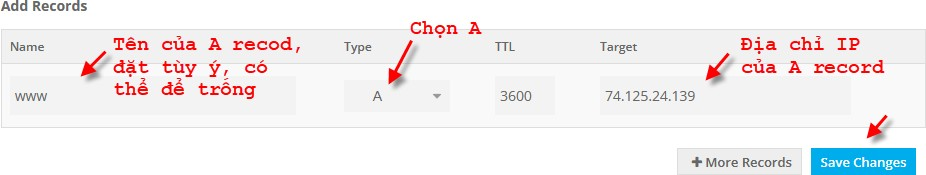 Add Records
Name
Type
TTL
Target
Tên của A recod,
đặt tùy ý, có
thể để trống
Chọn A
Địa chỉ IP
của A record
www
A
3600
74.125.24.139
+ More Records
Save Changes